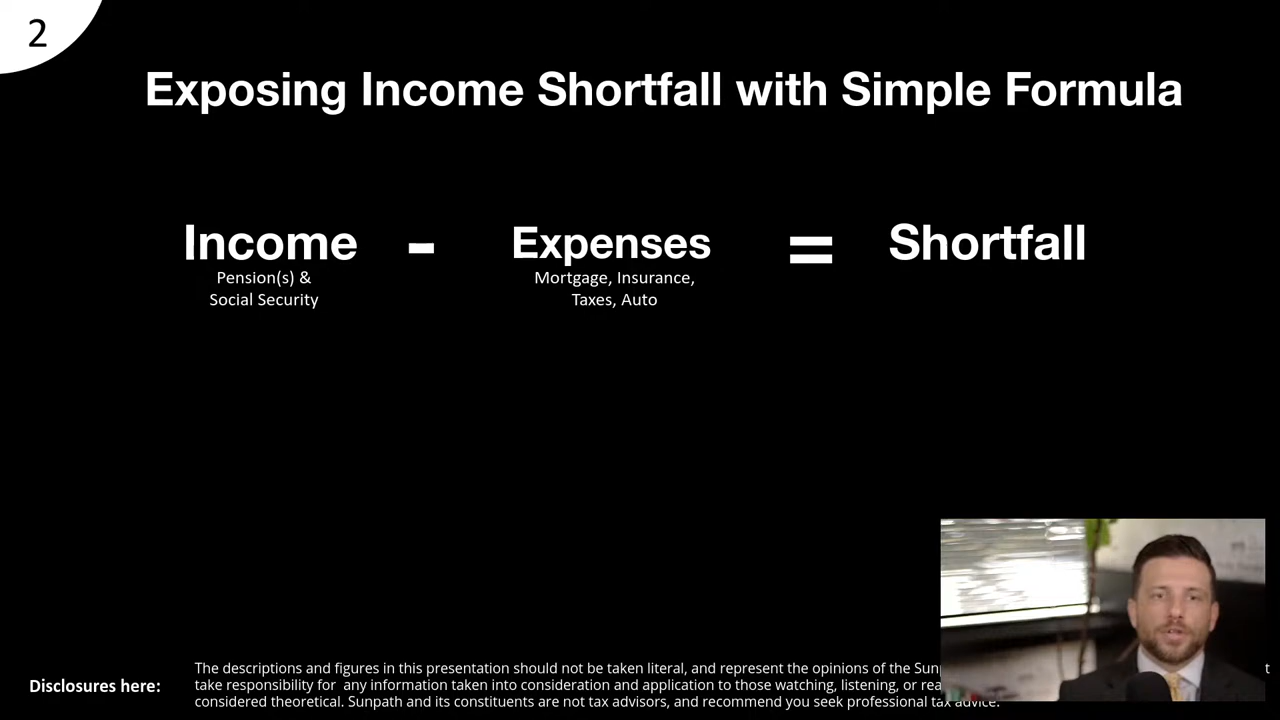 2
Exposing Income Shortfall with Simple Formula
Income - Expenses = Shortfall
Pension(s) &
Social Security
Mortgage, Insurance,
Taxes, Auto
Disclosures here:
The descriptions and figures in this presentation should not be taken literal, and represent the opinions of the
take responsibility for any information taken into consideration and application to those watching, listening, or
considered theoretical. Sunpath and its constituents are not tax advisors, and recommend you seek professional tax advice.